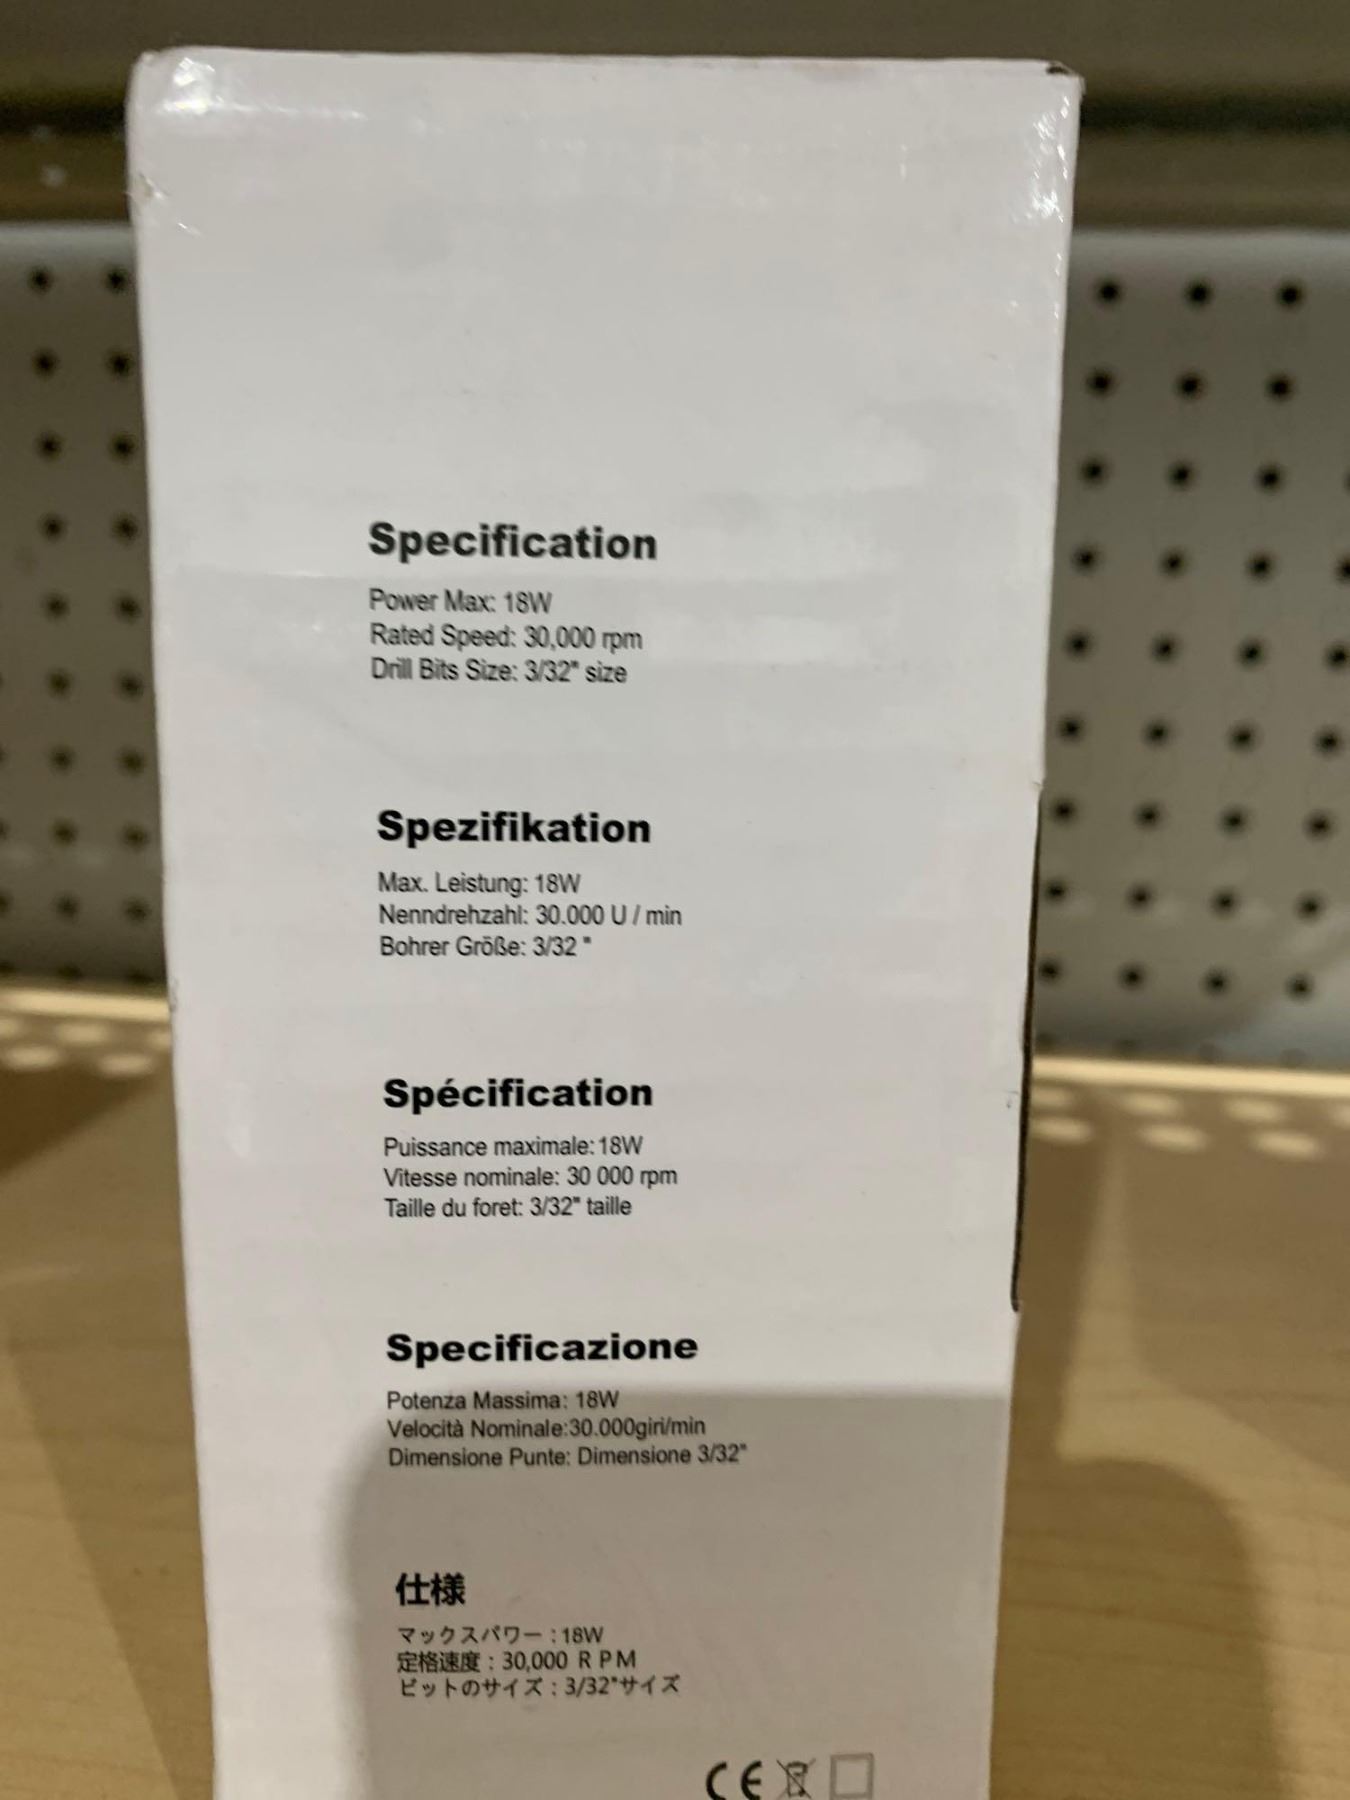 Specification
Power Max: 18W
Rated Speed: 30,000 rpm
Drill Bits Size: 3/32" size
Spezifikation
Max. Leistung: 18W
Nenndrehzahl: 30.000 U / min
Bohrer Größe: 3/32 "
Spécification
Puissance maximale:18W
Vitesse nominale: 30 000 rpm
Taille du foret: 3/32" taille
Specificazione
Potenza Massima: 18W
Velocità Nominale:30.000giri/min
Dimensione Punte: Dimensione 3/32"
仕様
マックスパワー：18W
定格速度：30,000 ＲＰＭ
ビットのサイズ：3/32"サイズ
CE